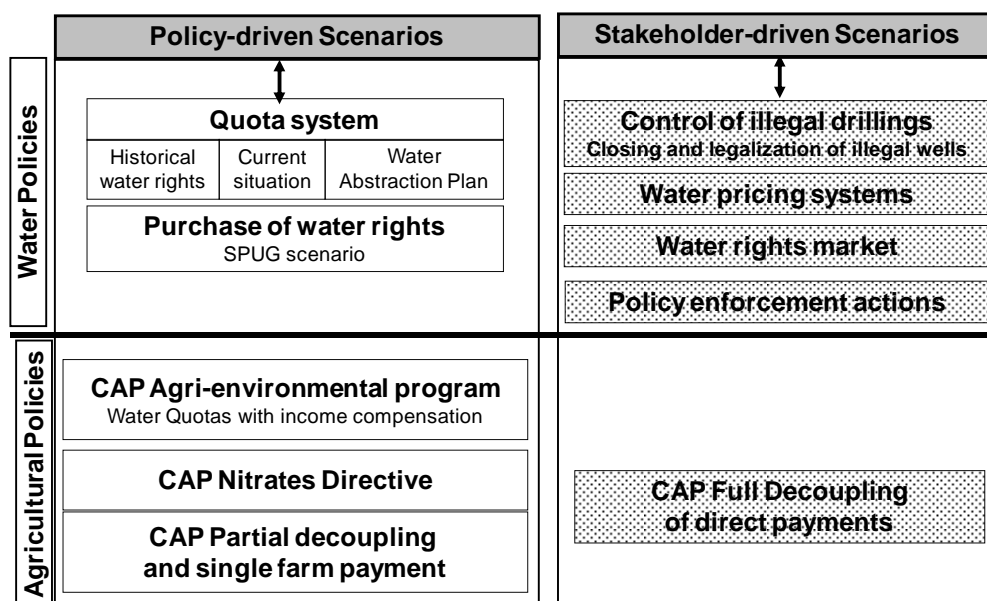 Policy-driven Scenarios
Stakeholder-driven Scenarios
Water Policies
Quota system
Historical
water rights
Current
situation
Water
Abstraction Plan
Purchase of water rights
SPUG scenario
Control of illegal drillings
Closing and legalization of illegal wells
Water pricing systems
Water rights market
Policy enforcement actions
Agricultural Policies
CAP Agri-environmental program
Water Quotas with income compensation
CAP Nitrates Directive
CAP Partial decoupling
and single farm payment
CAP Full Decoupling
of direct payments